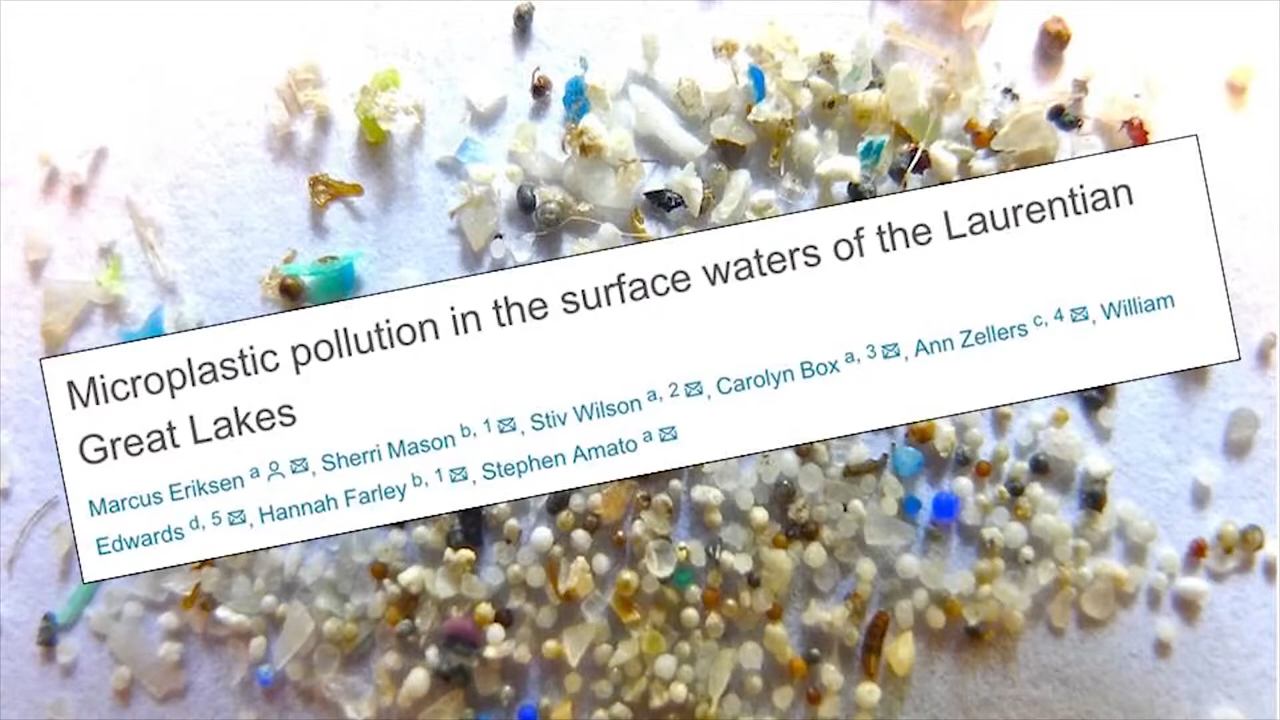 Microplastic pollution in the surface waters of the Laurentian
Great Lakes
Marcus Eriksen a, Sherri Mason b, 1, Stiv Wilson a, 2, Carolyn Box a, 3, Ann Zellers c, 4, William
Edwards d, 5, Hannah Farley b, 1, Stephen Amato a